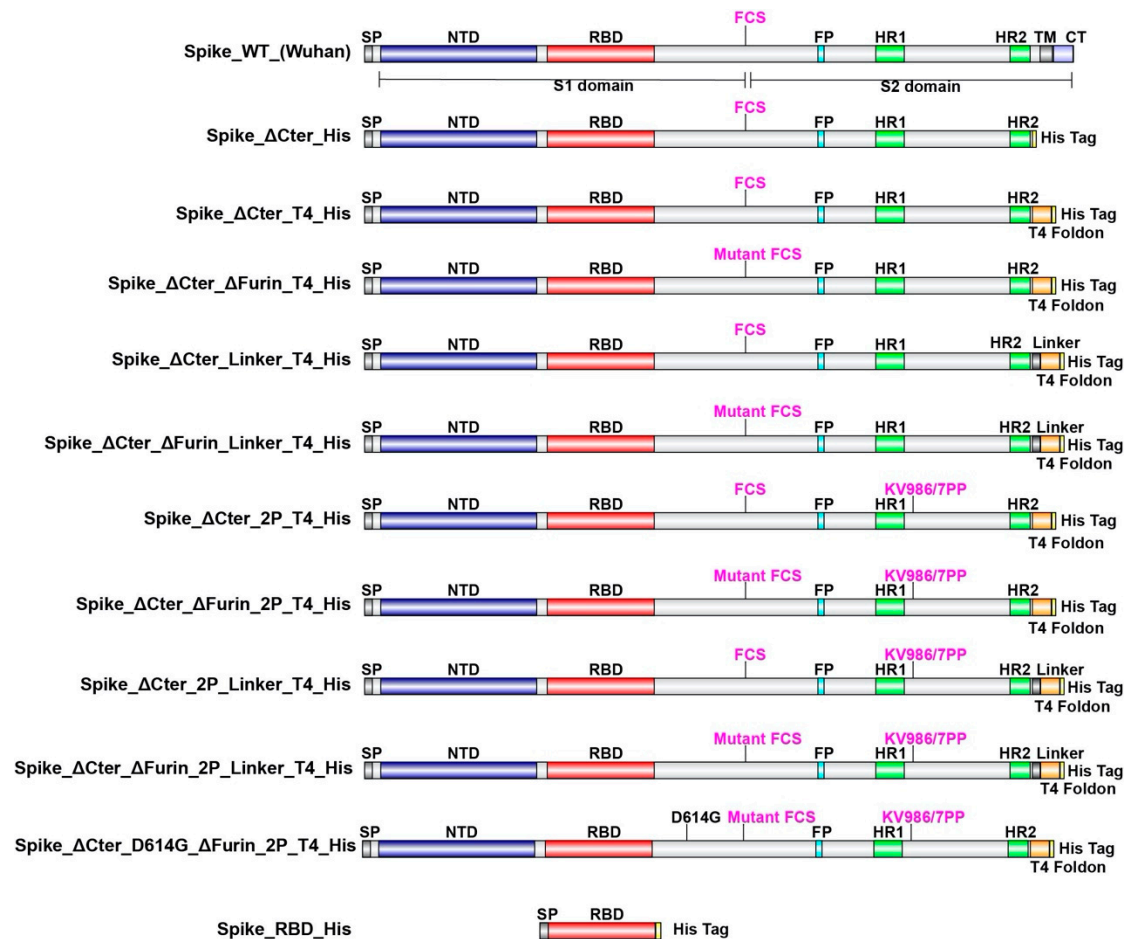 FCS
SP NTD RBD FP HR1 HR2 TM CT
Spike_WT_(Wuhan)
S1 domain S2 domain
FCS
SP NTD RBD FP HR1 HR2
Spike_ΔCter_His His Tag
FCS
SP NTD RBD FP HR1 HR2
Spike_ΔCter_T4_His His Tag
T4 Foldon
Mutant FCS
SP NTD RBD FP HR1 HR2
Spike_ΔCter_ΔFurin_T4_His His Tag
T4 Foldon
FCS
SP NTD RBD FP HR1 HR2 Linker
Spike_ΔCter_Linker_T4_His His Tag
T4 Foldon
Mutant FCS
SP NTD RBD FP HR1 HR2 Linker
Spike_ΔCter_ΔFurin_Linker_T4_His His Tag
T4 Foldon
FCS KV986/7PP
SP NTD RBD FP HR1 HR2
Spike_ΔCter_2P_T4_His His Tag
T4 Foldon
Mutant FCS KV986/7PP
SP NTD RBD FP HR1 HR2
Spike_ΔCter_ΔFurin_2P_T4_His His Tag
T4 Foldon
FCS KV986/7PP
SP NTD RBD FP HR1 HR2 Linker
Spike_ΔCter_2P_Linker_T4_His His Tag
T4 Foldon
Mutant FCS KV986/7PP
SP NTD RBD FP HR1 HR2 Linker
Spike_ΔCter_ΔFurin_2P_Linker_T4_His His Tag
T4 Foldon
D614G Mutant FCS KV986/7PP
SP NTD RBD FP HR1 HR2
Spike_ΔCter_D614G_ΔFurin_2P_T4_His His Tag
T4 Foldon
SP RBD
Spike_RBD_His His Tag